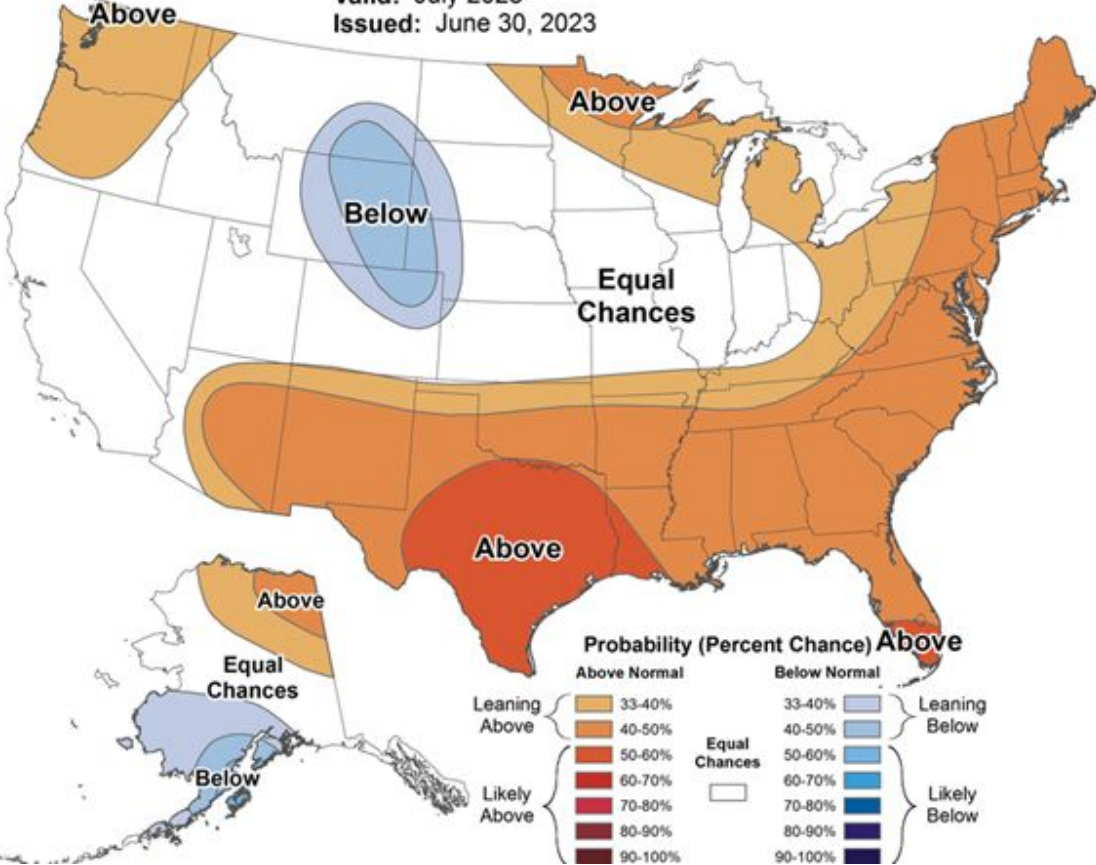 Valid: July 2023
Issued: June 30, 2023
Above
Above
Below
Equal
Chances
Above
Above
Above
Equal
Chances
Below
Probability (Percent Chance)
Above Normal
Below Normal
Leaning
Above
33-40%
40-50%
Likely
Above
50-60%
60-70%
70-80%
80-90%
90-100%
Equal
Chances
33-40%
40-50%
Leaning
Below
50-60%
60-70%
70-80%
80-90%
90-100%
Likely
Below